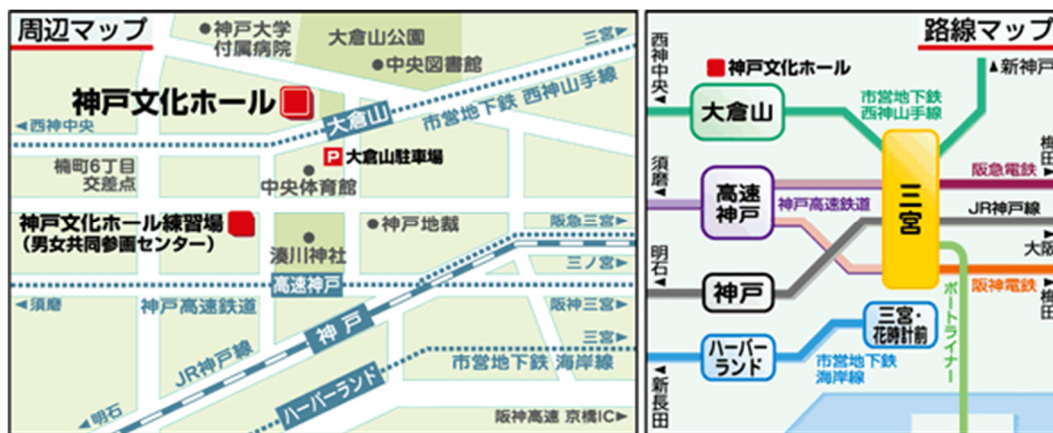 周辺マップ
●神戸大学
付属病院
大倉山公園
●中央図書館
三宮▶
神戸文化ホール
大倉山
市営地下鉄 西神山手線
◀西神中央
P 大倉山駐車場
楠町6丁目
交差点
中央体育館
神戸文化ホール練習場
(男女共同参画センター)
●神戸地裁
阪急三宮▶
湊川神社
三ノ宮▶
高速神戸
◀須磨
神戸高速鉄道
阪神三宮▶
神戸
三宮▶
JR神戸線
市営地下鉄 海岸線
ハーバーランド
◀明石
阪神高速 京橋IC▶
路線マップ
西神中央
神戸文化ホール
▲新神戸
大倉山
市営地下鉄
西神山手線
須磨
梅田
高速
神戸
神戸高速鉄道
三宮
阪急電鉄
JR神戸線
大阪
明石
神戸
阪神電鉄
梅田
ポートライナー
三宮・
花時計前
ハーバー
ランド
市営地下鉄
海岸線
新長田